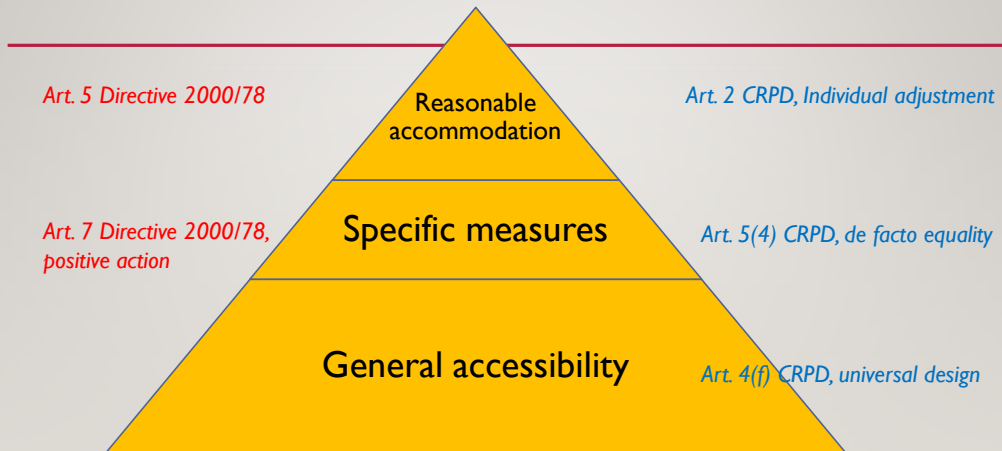 Art. 5 Directive 2000/78
Reasonable
accommodation
Art. 2 CRPD, Individual adjustment
Art. 7 Directive 2000/78,
positive action
Specific measures
Art. 5(4) CRPD, de facto equality
General accessibility
Art. 4(f) CRPD, universal design